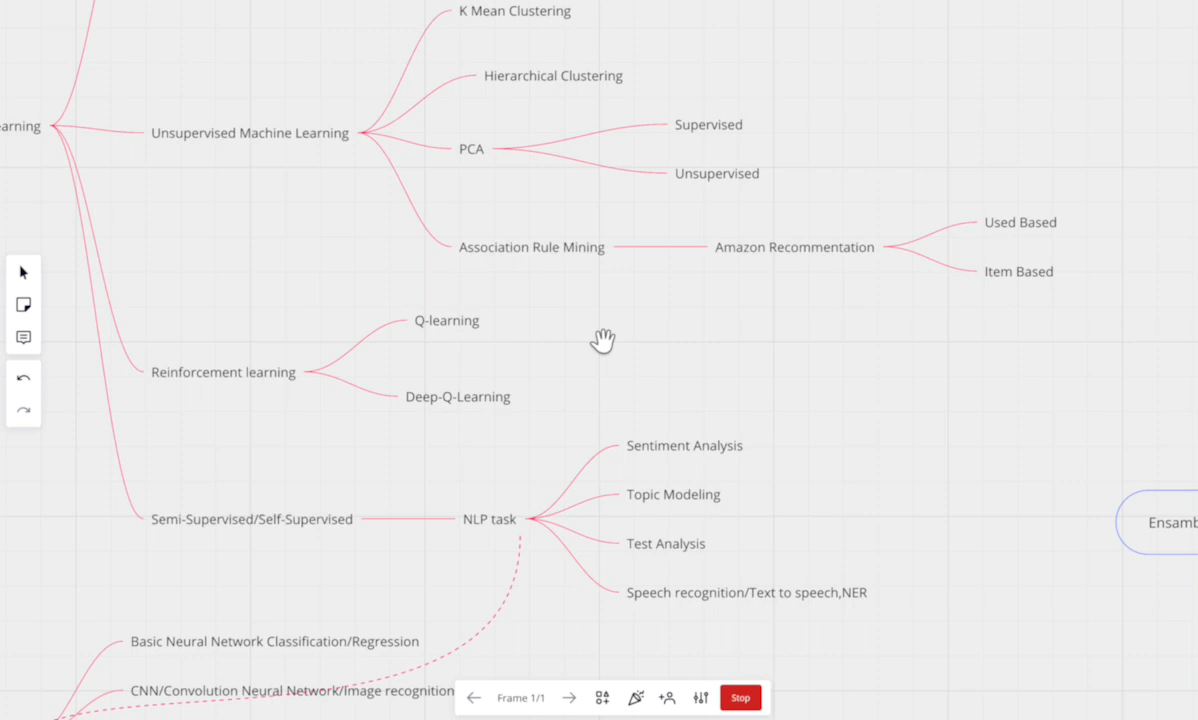 K Mean Clustering
Hierarchical Clustering
Supervised
earning
Unsupervised Machine Learning
PCA
Unsupervised
Used Based
Association Rule Mining
Amazon Recommentation
Item Based
Q-learning
Reinforcement learning
Deep-Q-Learning
Sentiment Analysis
Topic Modeling
Semi-Supervised/Self-Supervised
NLP task
Ensamb
Test Analysis
Speech recognition/Text to speech,NER
Basic Neural Network Classification/Regression
CNN/Convolution Neural Network/Image recognition
Frame 1/1
Stop